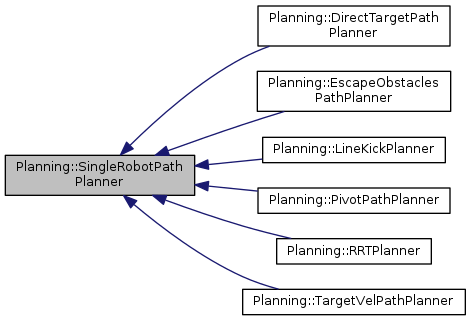 Planning::DirectTargetPath
Planner
Planning::EscapeObstacles
PathPlanner
Planning::LineKickPlanner
Planning::SingleRobotPath
Planner
Planning::PivotPathPlanner
Planning::RRTPlanner
Planning::TargetVelPathPlanner